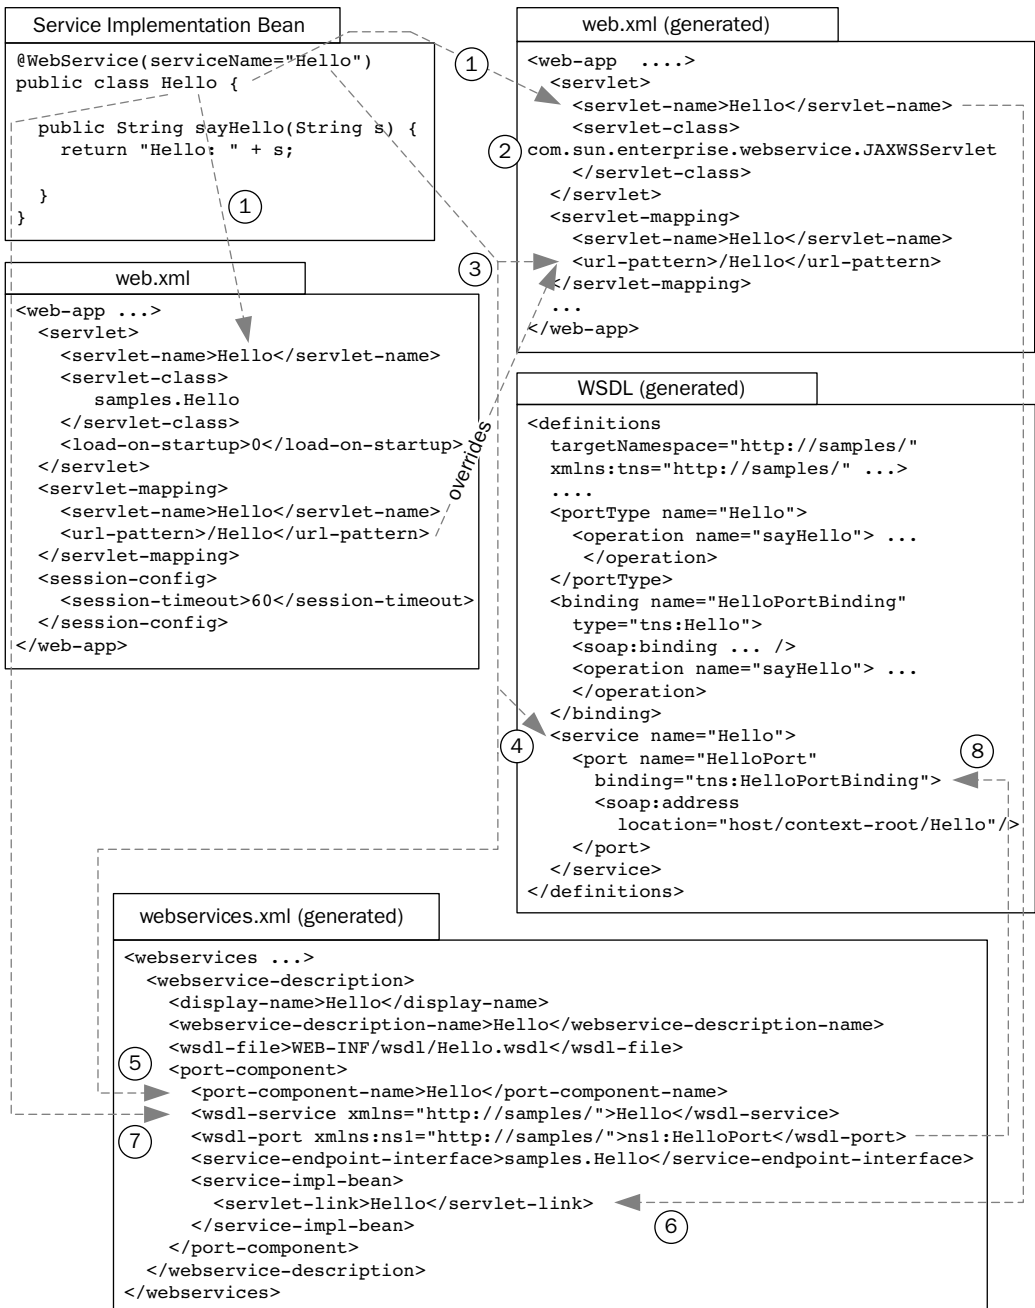 Service Implementation Bean
@WebService(serviceName="Hello")
public class Hello {
public String sayHello(String s) {
return "Hello: " + s;
}
}
1
1
web.xml (generated)
<web-app ....>
<servlet>
<servlet-name>Hello</servlet-name>
<servlet-class>
2
com.sun.enterprise.webservice.JAXWSServlet
</servlet-class>
</servlet>
<servlet-mapping>
<servlet-name>Hello</servlet-name>
3
<url-pattern>/Hello</url-pattern>
</servlet-mapping>
...
</web-app>
web.xml
<web-app ...>
<servlet>
<servlet-name>Hello</servlet-name>
<servlet-class>
samples.Hello
</servlet-class>
<load-on-startup>0</load-on-startup>
</servlet>
<servlet-mapping>
<servlet-name>Hello</servlet-name>
<url-pattern>/Hello</url-pattern>
</servlet-mapping>
<session-config>
<session-timeout>60</session-timeout>
</session-config>
</web-app>
overrides
WSDL (generated)
<definitions
targetNamespace="http://samples/"
xmlns:tns="http://samples/" ...>
....
<portType name="Hello">
<operation name="sayHello"> ...
</operation>
</portType>
<binding name="HelloPortBinding"
type="tns:Hello">
<soap:binding ... />
<operation name="sayHello"> ...
</operation>
</binding>
4
<service name="Hello">
<port name="HelloPort"
8
binding="tns:HelloPortBinding">
<soap:address
location="host/context-root/Hello"/>
</port>
</service>
</definitions>
webservices.xml (generated)
<webservices ...>
<webservice-description>
<display-name>Hello</display-name>
<webservice-description-name>Hello</webservice-description-name>
<wsdl-file>WEB-INF/wsdl/Hello.wsdl</wsdl-file>
5
<port-component>
<port-component-name>Hello</port-component-name>
<wsdl-service xmlns="http://samples/">Hello</wsdl-service>
7
<wsdl-port xmlns:ns1="http://samples/">ns1:HelloPort</wsdl-port>
<service-endpoint-interface>samples.Hello</service-endpoint-interface>
<service-impl-bean>
<servlet-link>Hello</servlet-link>
6
</service-impl-bean>
</port-component>
</webservice-description>
</webservices>